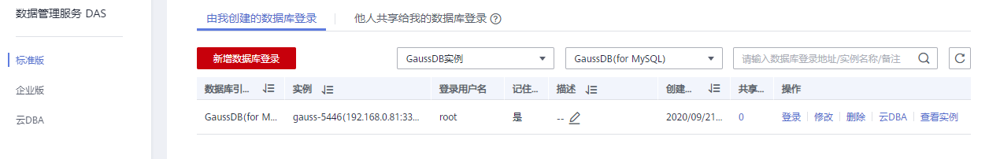 数据管理服务 DAS
标准版
企业版
云DBA
由我创建的数据库登录 他人共享给我的数据库登录
新增数据库登录 GaussDB实例 GaussDB(for MySQL) 请输入数据库登录地址/实例名称/备注
数据库引... 实例 登录用户名 记住... 描述 创建... 共享... 操作
GaussDB(for M... gauss-5446(192.168.0.81:33... root 是 -- 2020/09/21... 0 登录 修改 删除 云DBA 查看实例